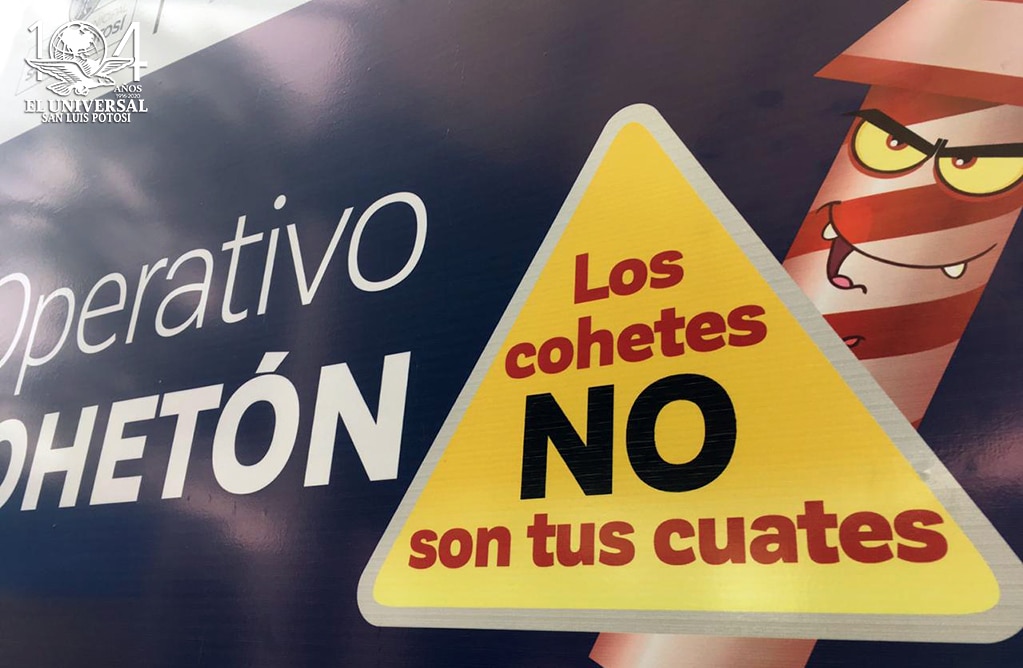 104
AÑOS
1916-2020
EL UNIVERSAL
SAN LUIS POTOSÍ
Operativo
OHETÓN
Los
cohetes
NO
son tus cuates